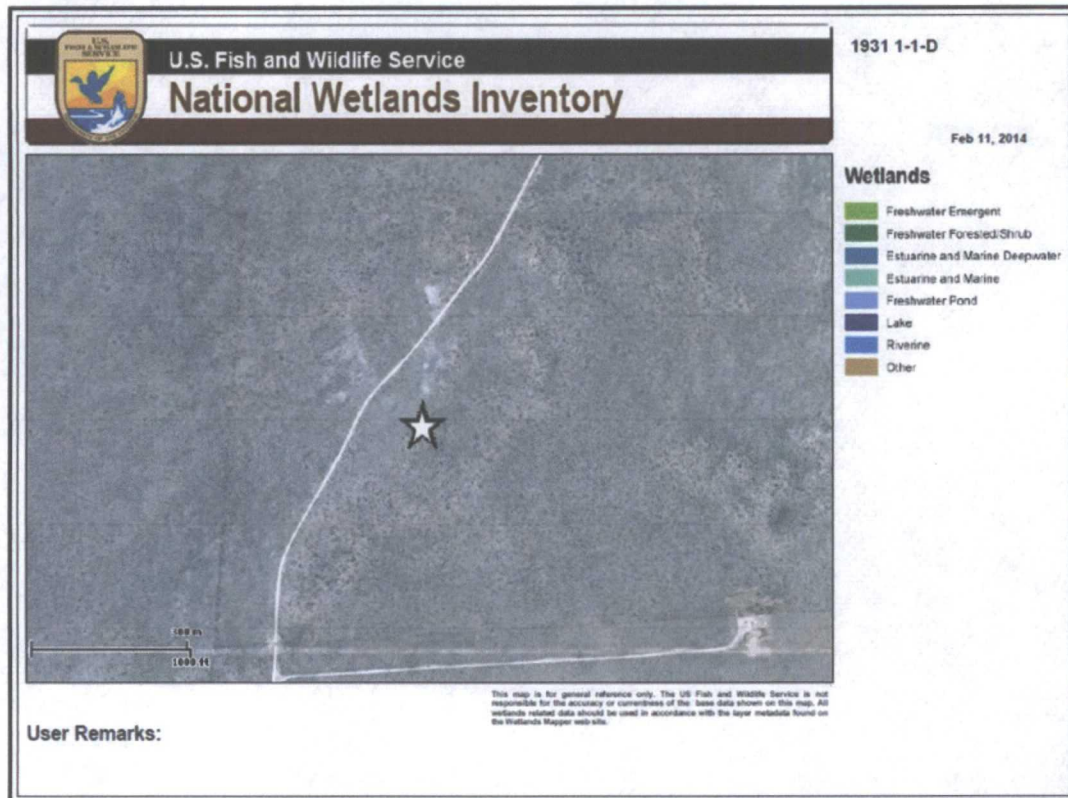 U.S.
FISH & WILDLIFE
SERVICE
U.S. Fish and Wildlife Service
National Wetlands Inventory
1931 1-1-D
Feb 11, 2014
Wetlands
Freshwater Emergent
Freshwater Forested/Shrub
Estuarine and Marine Deepwater
Estuarine and Marine
Freshwater Pond
Lake
Riverine
Other
1000 ft
This map is for general reference only. The US Fish and Wildlife Service is not
responsible for the accuracy or currentness of the base data shown on this map. All
wetlands related data should be used in accordance with the layer metadata found on
the Wetlands Mapper web site.
User Remarks: